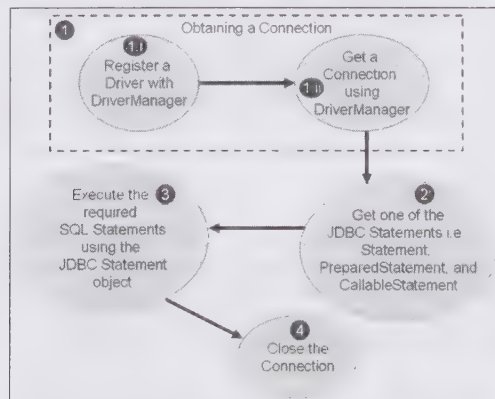 1
Obtaining a Connection
1.i
Register a
Driver with
DriverManager
Get a
Connection
1.ii
using
DriverManager
2
Get one of the
JDBC Statements i.e
Statement,
PreparedStatement, and
CallableStatement
3
Execute the
required
SQL Statements
using the
JDBC Statement
object
4
Close the
Connection